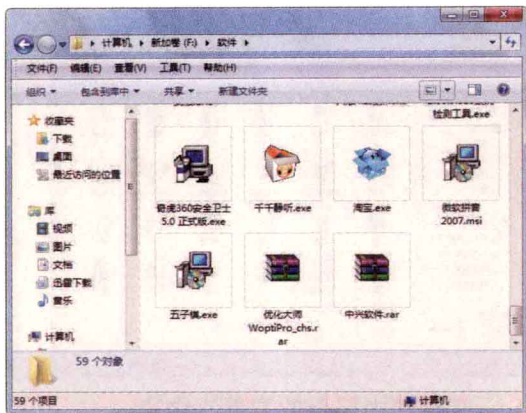 计算机 ▸ 新加卷 (F:) ▸ 软件 ▸
文件(F) 编辑(E) 查看(V) 工具(T) 帮助(H)
组织 包含到库中 共享 新建文件夹
检测工具.exe
收藏夹
下载
桌面
最近访问的位置
库
视频
图片
文档
迅雷下载
音乐
计算机
奇虎360安全卫士
5.0 正式版.exe
千千静听.exe
淘宝.exe
微软拼音
2007.msi
五子棋.exe
优化大师
WoptiPro_chs.r
ar
中兴软件.rar
59 个对象
59 个项目
计算机